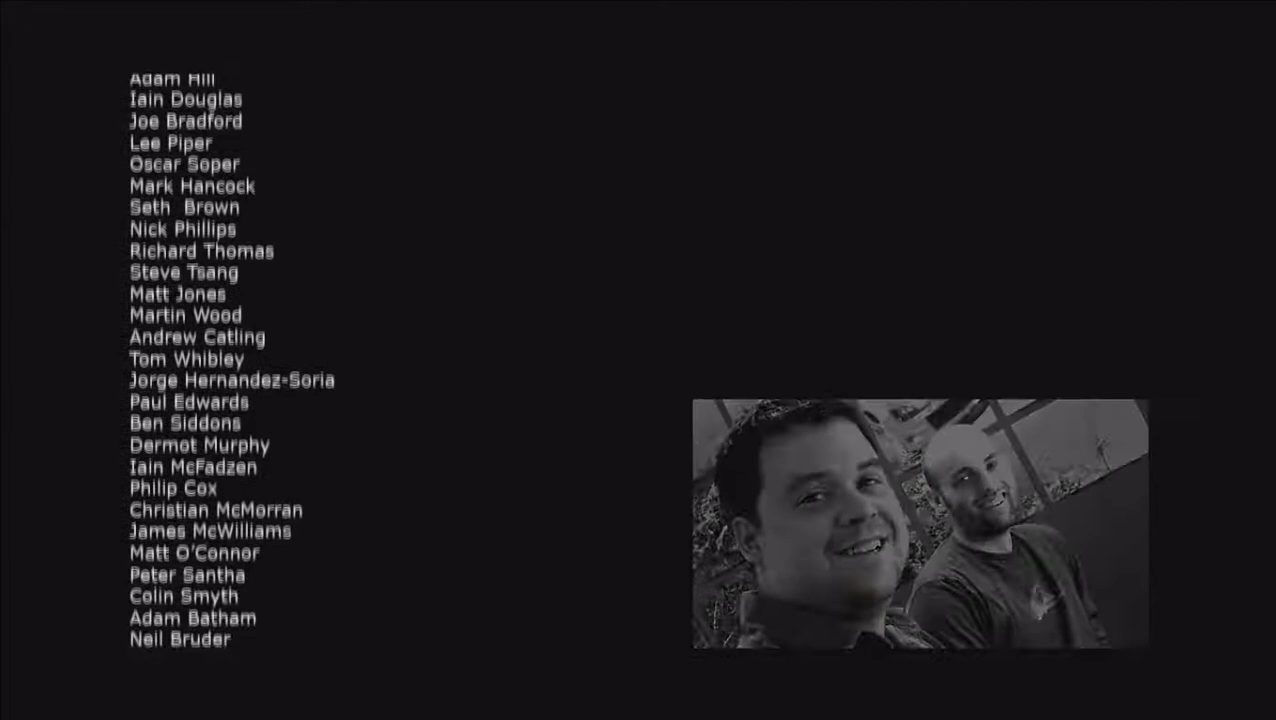 Adam Hill
Iain Douglas
Joe Bradford
Lee Piper
Oscar Soper
Mark Hancock
Seth  Brown
Nick Phillips
Richard Thomas
Steve Tsang
Matt Jones
Martin Wood
Andrew Catling
Tom Whibley
Jorge Hernandez-Soria
Paul Edwards
Ben Siddons
Dermot Murphy
Iain McFadzen
Philip Cox
Christian McMorran
James McWilliams
Matt O'Connor
Peter Santha
Colin Smyth
Adam Batham
Neil Bruder